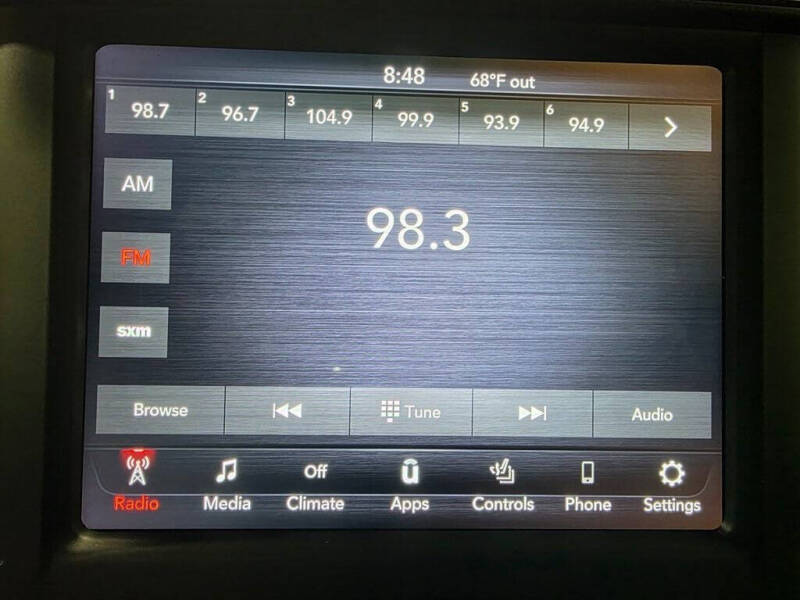 8:48 68°F out
1 98.7 2 96.7 3 104.9 4 99.9 5 93.9 6 94.9
AM
98.3
FM
sxm
Browse Tune Audio
Off
Radio Media Climate Apps Controls Phone Settings